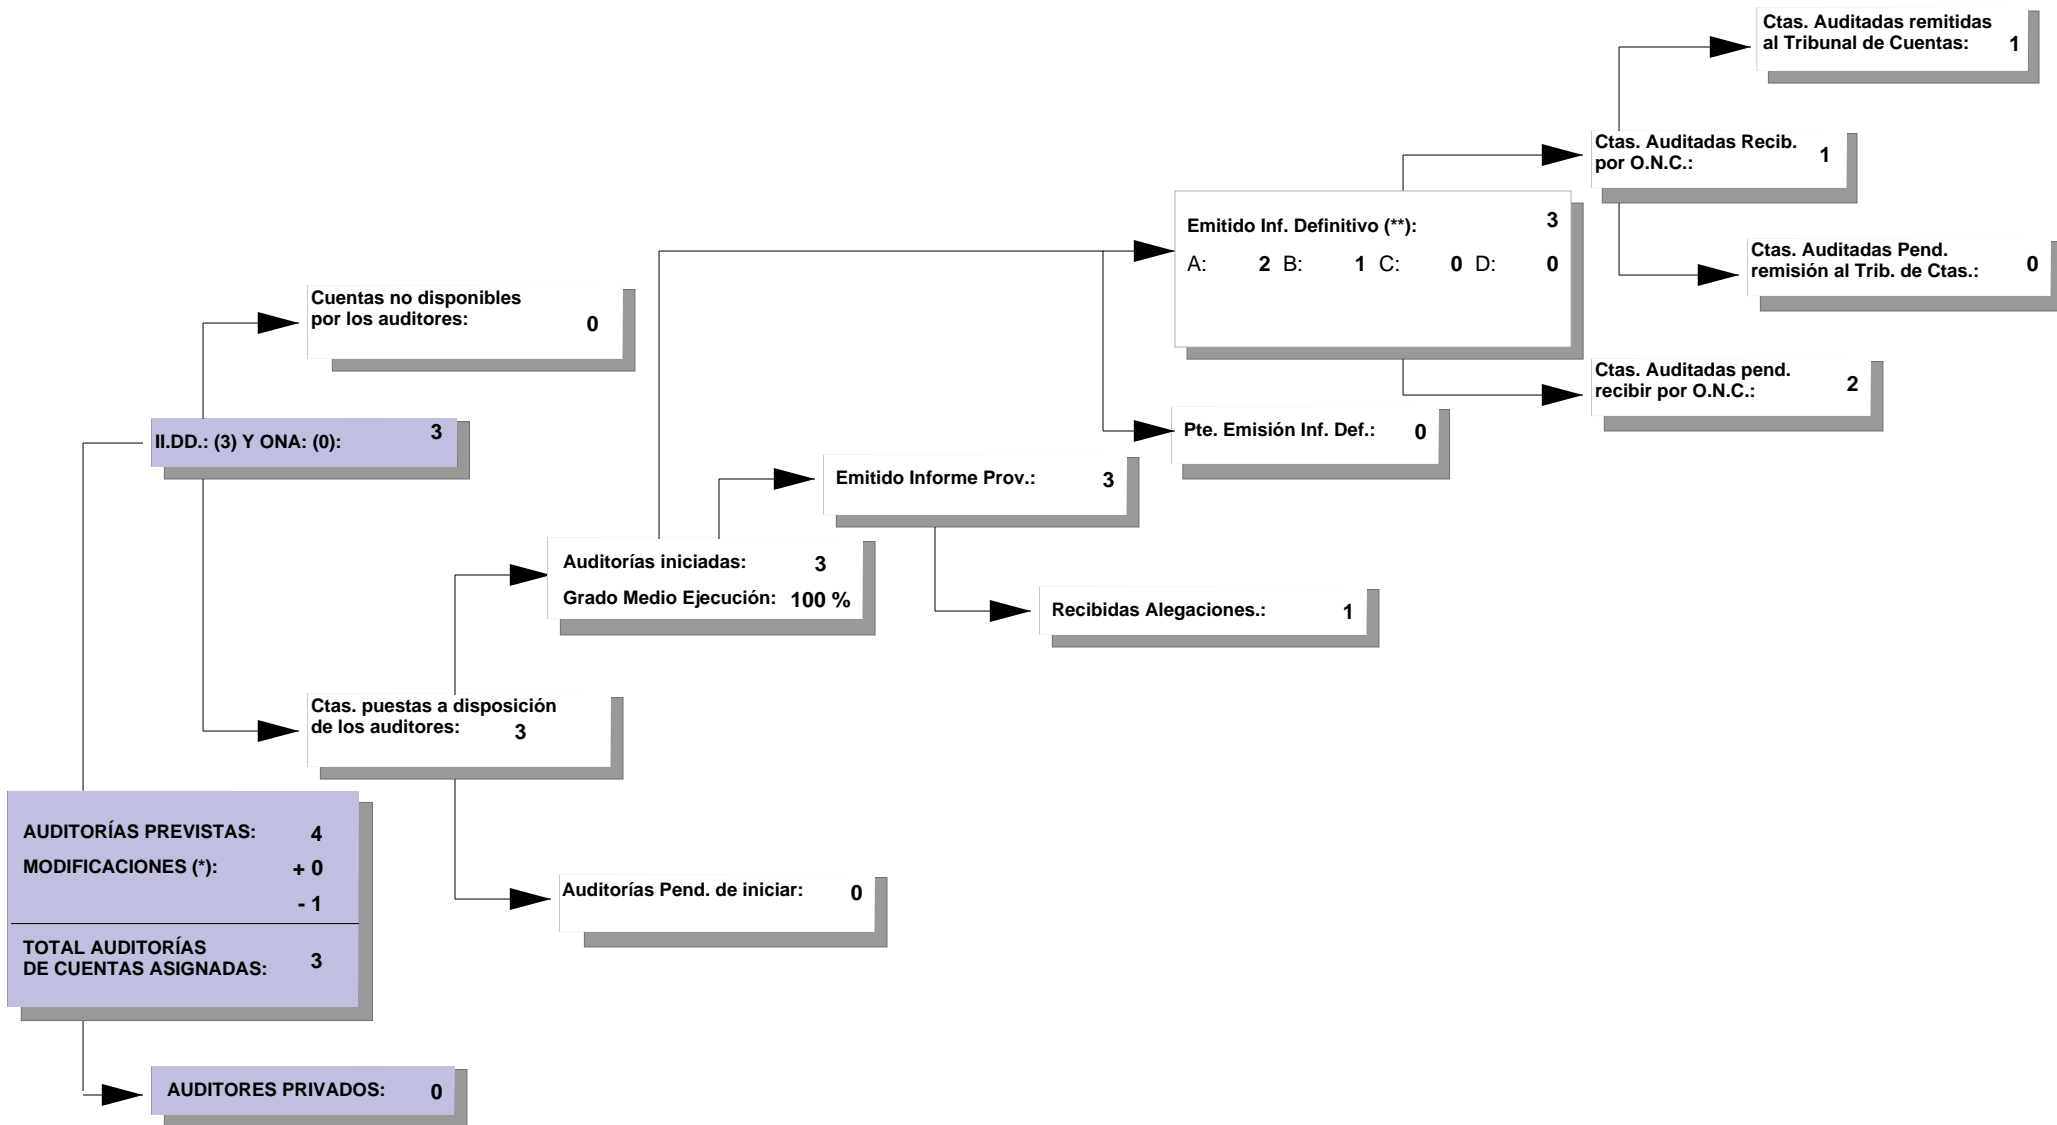 Ctas. Auditadas remitidas
al Tribunal de Cuentas: 1
Ctas. Auditadas Recib.
por O.N.C.: 1
Emitido Inf. Definitivo (**): 3
A: 2 B: 1 C: 0 D: 0
Ctas. Auditadas Pend.
remisión al Trib. de Ctas.: 0
Cuentas no disponibles
por los auditores: 0
Ctas. Auditadas pend.
recibir por O.N.C.: 2
II.DD.: (3) Y ONA: (0): 3
Pte. Emisión Inf. Def.: 0
Emitido Informe Prov.: 3
Auditorías iniciadas: 3
Grado Medio Ejecución: 100 %
Recibidas Alegaciones.: 1
Ctas. puestas a disposición
de los auditores: 3
AUDITORÍAS PREVISTAS: 4
MODIFICACIONES (*): + 0
- 1
Auditorías Pend. de iniciar: 0
TOTAL AUDITORÍAS
DE CUENTAS ASIGNADAS: 3
AUDITORES PRIVADOS: 0